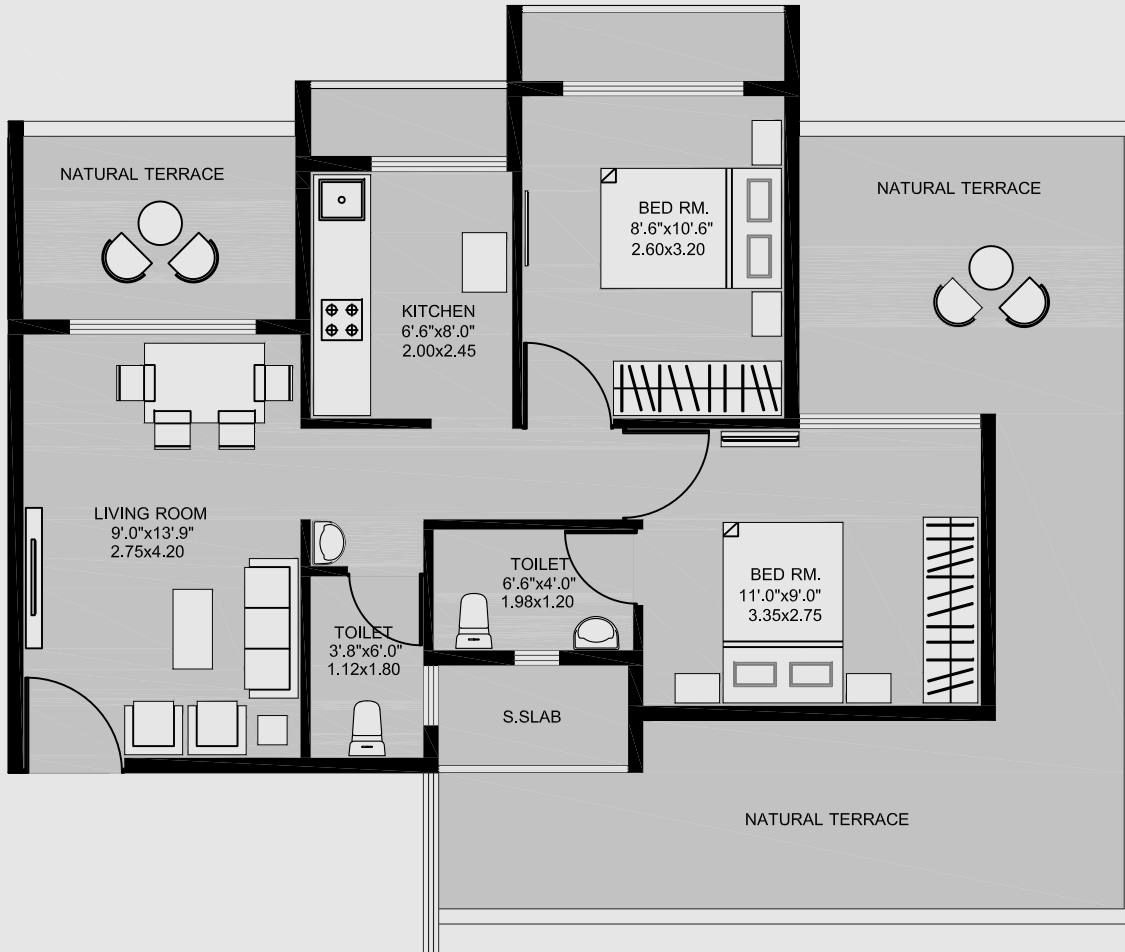 NATURAL TERRACE
NATURAL TERRACE
BED RM.
8'.6"x10'.6"
2.60x3.20
KITCHEN
6'.6"x8'.0"
2.00x2.45
LIVING ROOM
9'.0"x13'.9"
2.75x4.20
TOILET
6'.6"x4'.0"
1.98x1.20
BED RM.
11'.0"x9'.0"
3.35x2.75
TOILET
3'.8"x6'.0"
1.12x1.80
S.SLAB
NATURAL TERRACE